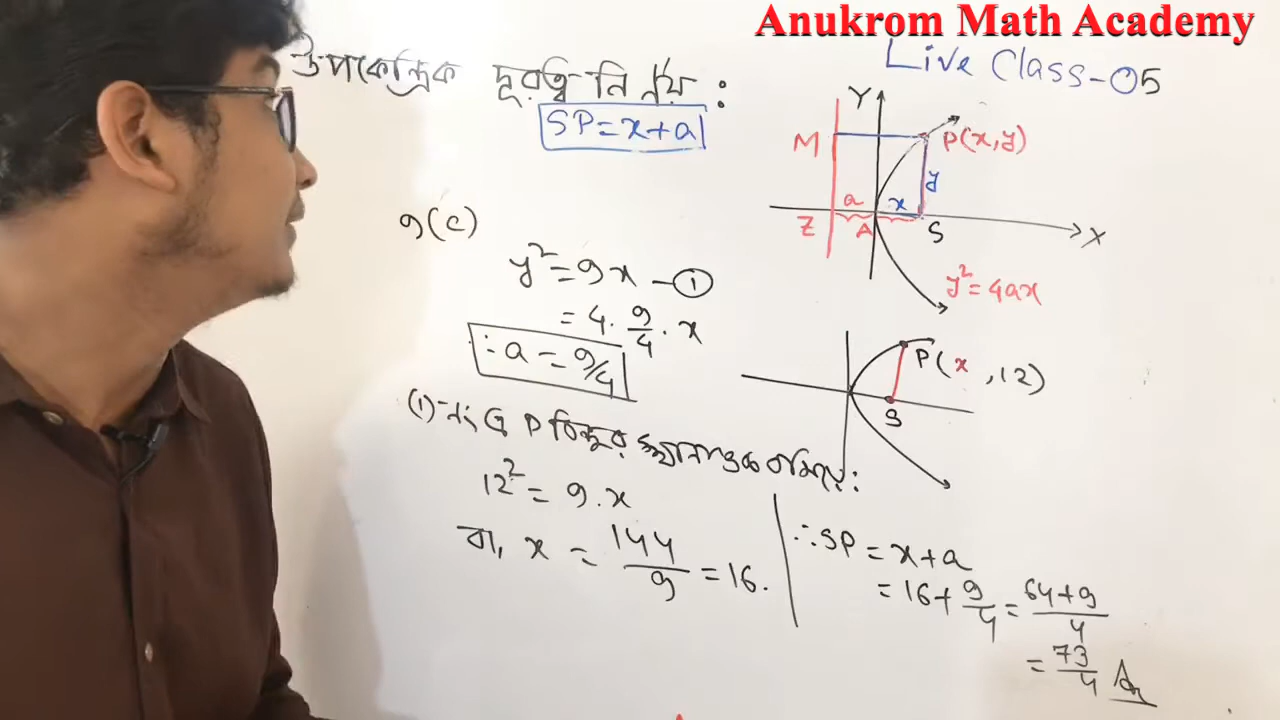 Anukrom Math Academy
উপকেন্দ্রিক দূরত্ব নির্ণয় :
Live Class-05
SP=x+a
Y
M
P(x,y)
y
a
x
Z
A
S
X
y²=4ax
9(c)
y²=9x —①
= 4. 9/4 . x
∴a = 9/4
P(x ,12)
S
(1) নং এ P বিন্দুর স্থানাঙ্ক বসিয়ে:
12² = 9.x
বা, x = 144/9 = 16.
∴SP = x+a
= 16+ 9/4 = (64+9)/4
= 73/4 An